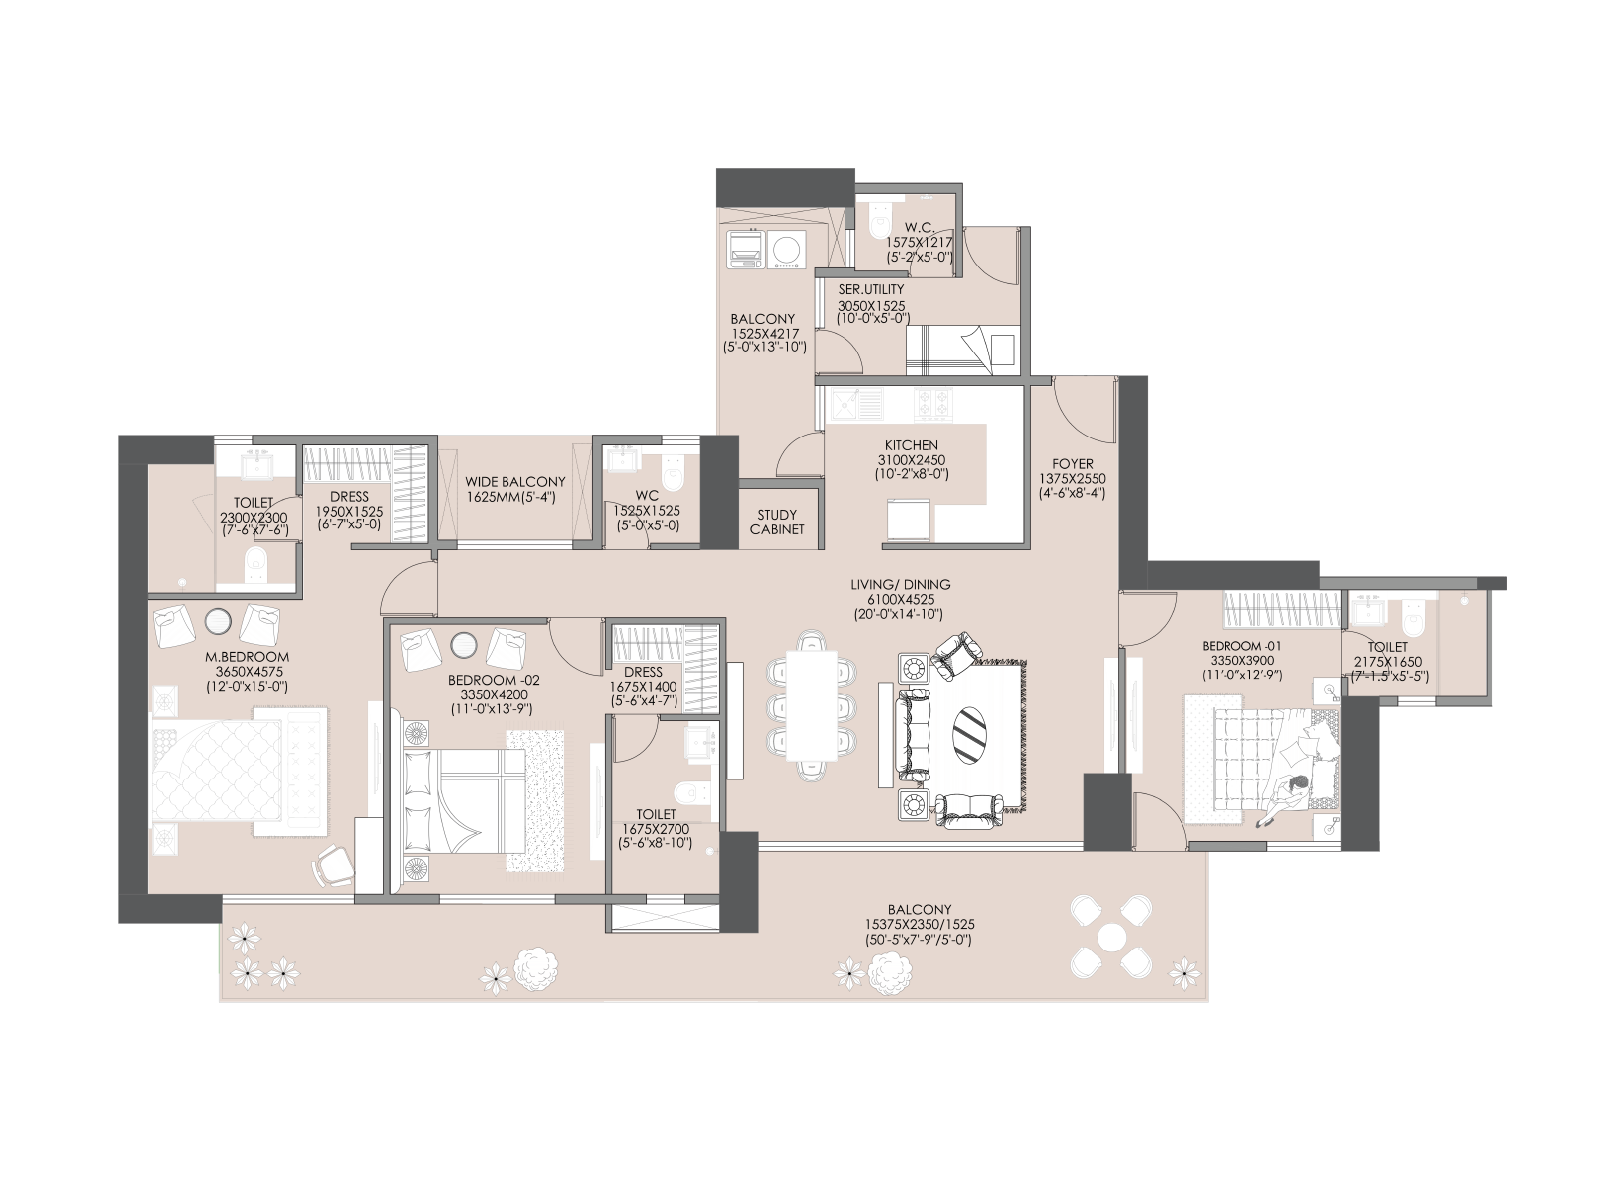 W.C.
1575X1217
(5'-2"x5'-0")
SER.UTILITY
3050X1525
(10'-0"x5'-0")
BALCONY
1525X4217
(5'-0"x13"-10")
KITCHEN
3100X2450
(10'-2"x8'-0")
FOYER
1375X2550
(4'-6"x8'-4")
TOILET
2300X2300
(7'-6"x7'-6")
DRESS
1950X1525
(6'-7"x5'-0)
WIDE BALCONY
1625MM(5'-4")
WC
1525X1525
(5'-0"x5'-0)
STUDY
CABINET
LIVING/ DINING
6100X4525
(20'-0"x14'-10")
M.BEDROOM
3650X4575
(12'-0"x15'-0")
BEDROOM -02
3350X4200
(11'-0"x13'-9")
DRESS
1675X1400
(5'-6"x4'-7")
BEDROOM -01
3350X3900
(11'-0"x12'-9")
TOILET
2175X1650
(7'-1.5"x5'-5")
TOILET
1675X2700
(5'-6"x8'-10")
BALCONY
15375X2350/1525
(50'-5"x7'-9"/5'-0")